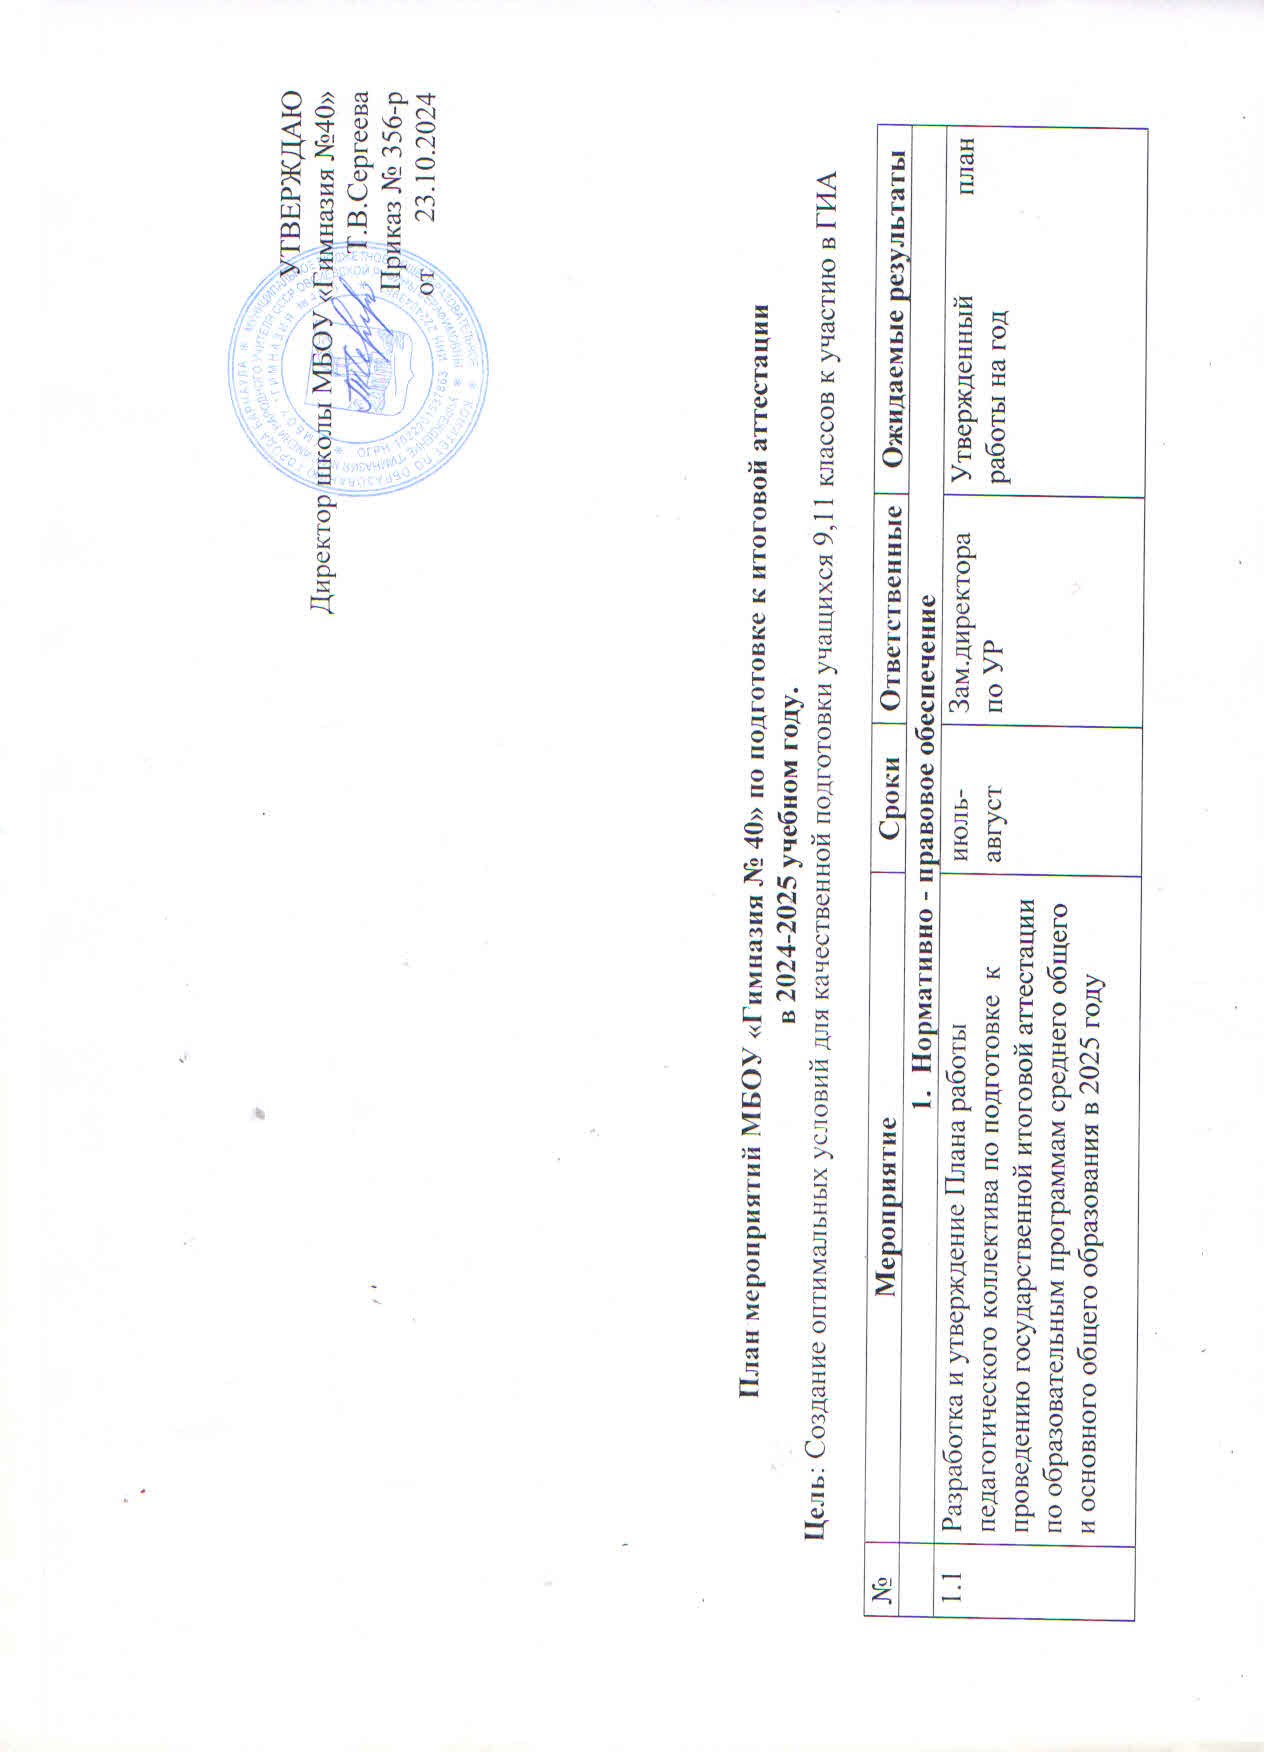 УТВЕРЖДАЮ
Директор школы МБОУ «Гимназия №40»
Т.В.Сергеева
Приказ № 356-р
от 23.10.2024
План мероприятий МБОУ «Гимназия № 40» по подготовке к итоговой аттестации
в 2024-2025 учебном году.
Цель: Создание оптимальных условий для качественной подготовки учащихся 9,11 классов к участию в ГИА
№ Мероприятие Сроки Ответственные Ожидаемые результаты
1. Нормативно - правовое обеспечение
1.1 Разработка и утверждение Плана работы
педагогического коллектива по подготовке к
проведению государственной итоговой аттестации
по образовательным программам среднего общего
и основного общего образования в 2025 году
июль-
август
Зам.директора
по УР
Утвержденный план
работы на год